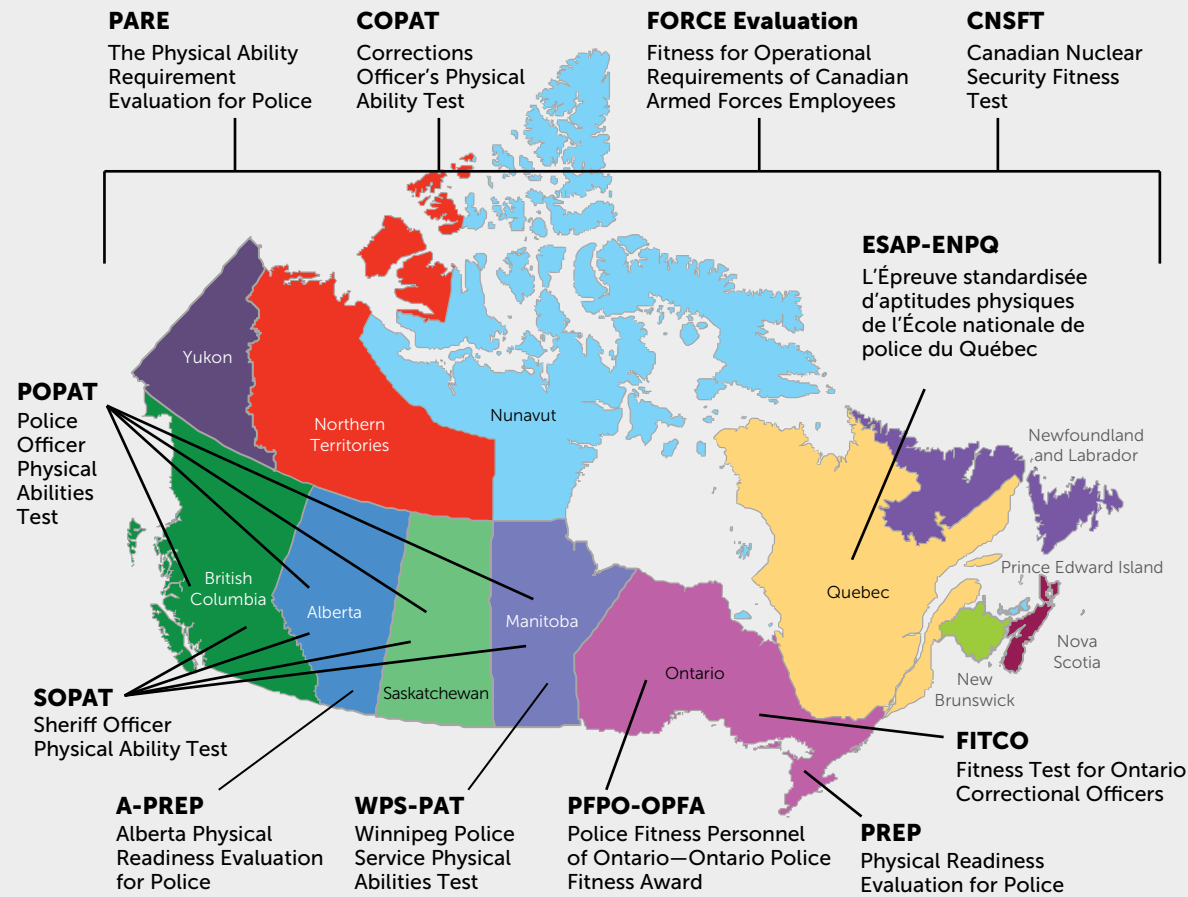 PARE
The Physical Ability
Requirement
Evaluation for Police
COPAT
Corrections
Officer's Physical
Ability Test
FORCE Evaluation
Fitness for Operational
Requirements of Canadian
Armed Forces Employees
CNSFT
Canadian Nuclear
Security Fitness
Test
ESAP-ENPQ
L'Épreuve standardisée
d'aptitudes physiques
de l'École nationale de
police du Québec
Yukon
Northern
Territories
Nunavut
Newfoundland
and Labrador
POPAT
Police
Officer
Physical
Abilities
Test
British
Columbia
Alberta
Saskatchewan
Manitoba
Ontario
Quebec
Prince Edward Island
Nova
Scotia
New
Brunswick
SOPAT
Sheriff Officer
Physical Ability Test
A-PREP
Alberta Physical
Readiness Evaluation
for Police
WPS-PAT
Winnipeg Police
Service Physical
Abilities Test
PFPO-OPFA
Police Fitness Personnel
of Ontario—Ontario Police
Fitness Award
FITCO
Fitness Test for Ontario
Correctional Officers
PREP
Physical Readiness
Evaluation for Police